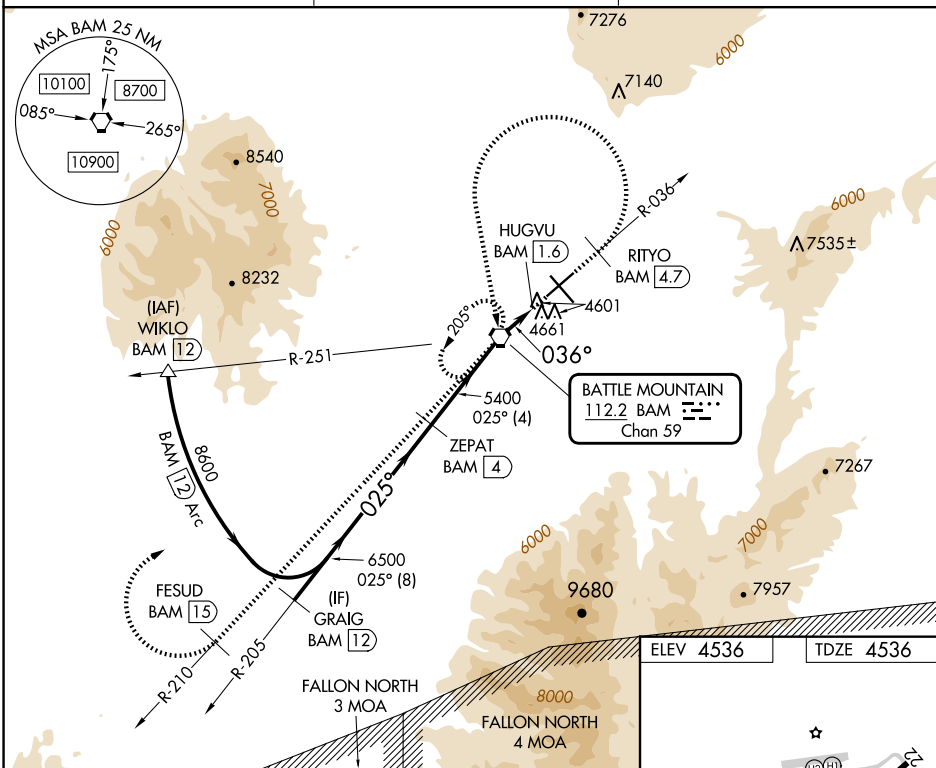 MSA BAM 25 NM
175°
10100
8700
085°
265°
10900
7276
6000
7140
8540
7000
6000
8232
6000
7535±
R-036
HUGVU
BAM 1.6
RITYO
BAM 4.7
4601
4661
205°
036°
(IAF)
WIKLO
BAM 12
R-251
BATTLE MOUNTAIN
112.2 BAM
Chan 59
5400
025° (4)
ZEPAT
BAM 4
8600
BAM 12 Arc
025°
7267
6000
7000
6500
025° (8)
FESUD
BAM 15
(IF)
GRAIG
BAM 12
9680
7957
R-210
R-205
ELEV 4536
TDZE 4536
FALLON NORTH
3 MOA
8000
FALLON NORTH
4 MOA
22